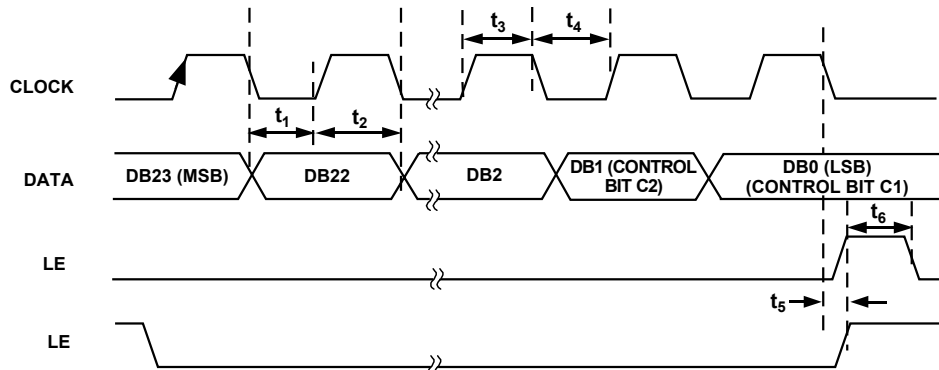 t3
t4
CLOCK
t1
t2
DATA
DB23 (MSB)
DB22
DB2
DB1 (CONTROL
BIT C2)
DB0 (LSB)
(CONTROL BIT C1)
t6
LE
t5
LE